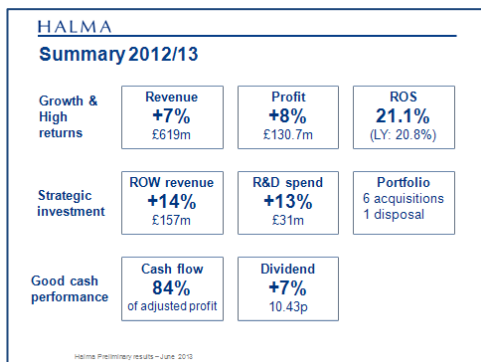 HALMA
Summary 2012/13
Growth &
High
returns
Revenue
+7%
£619m
Profit
+8%
£130.7m
ROS
21.1%
(LY: 20.8%)
Strategic
investment
ROW revenue
+14%
£157m
R&D spend
+13%
£31m
Portfolio
6 acquisitions
1 disposal
Good cash
performance
Cash flow
84%
of adjusted profit
Dividend
+7%
10.43p
Halma Preliminary results – June 2013